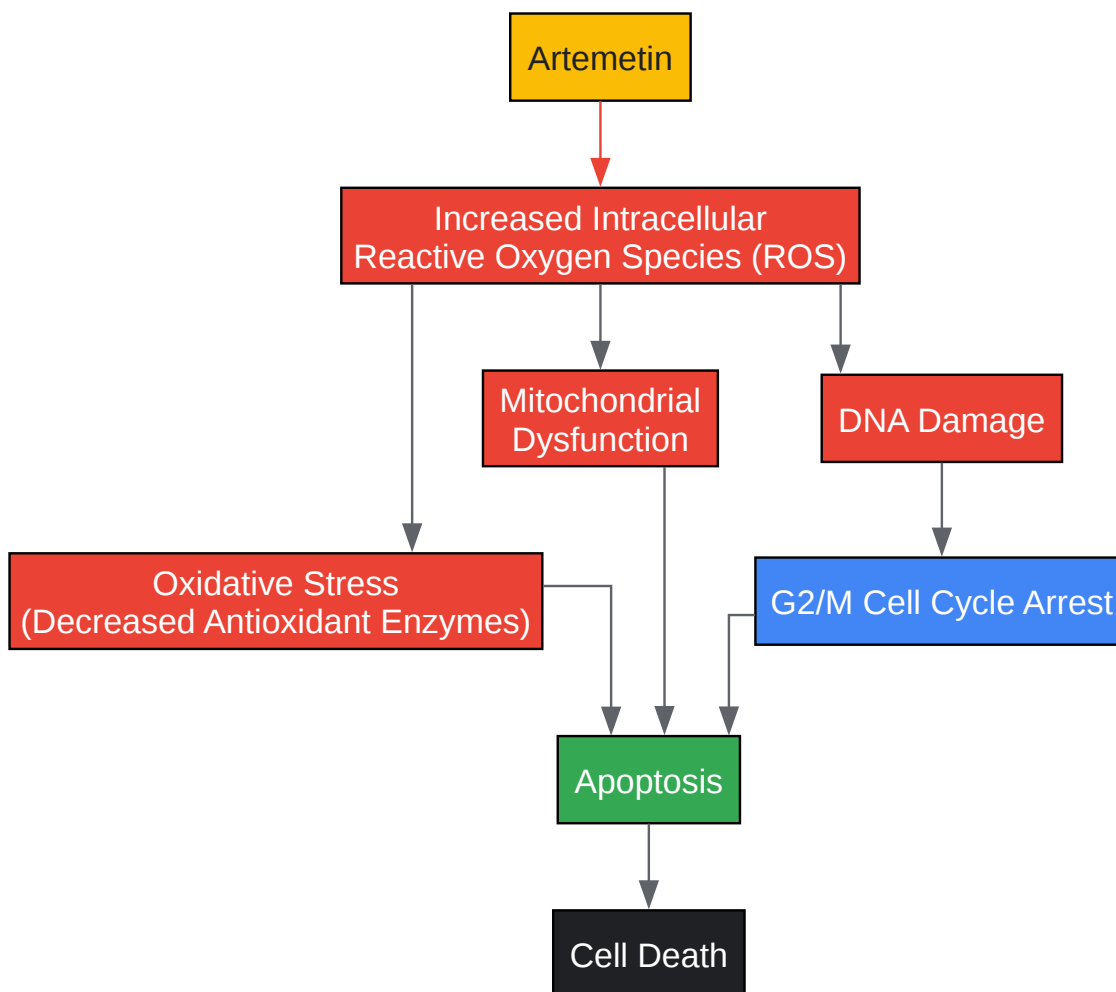 Artemetin
Increased Intracellular
Reactive Oxygen Species (ROS)
Mitochondrial
Dysfunction
DNA Damage
Oxidative Stress
(Decreased Antioxidant Enzymes)
G2/M Cell Cycle Arrest
Apoptosis
Cell Death